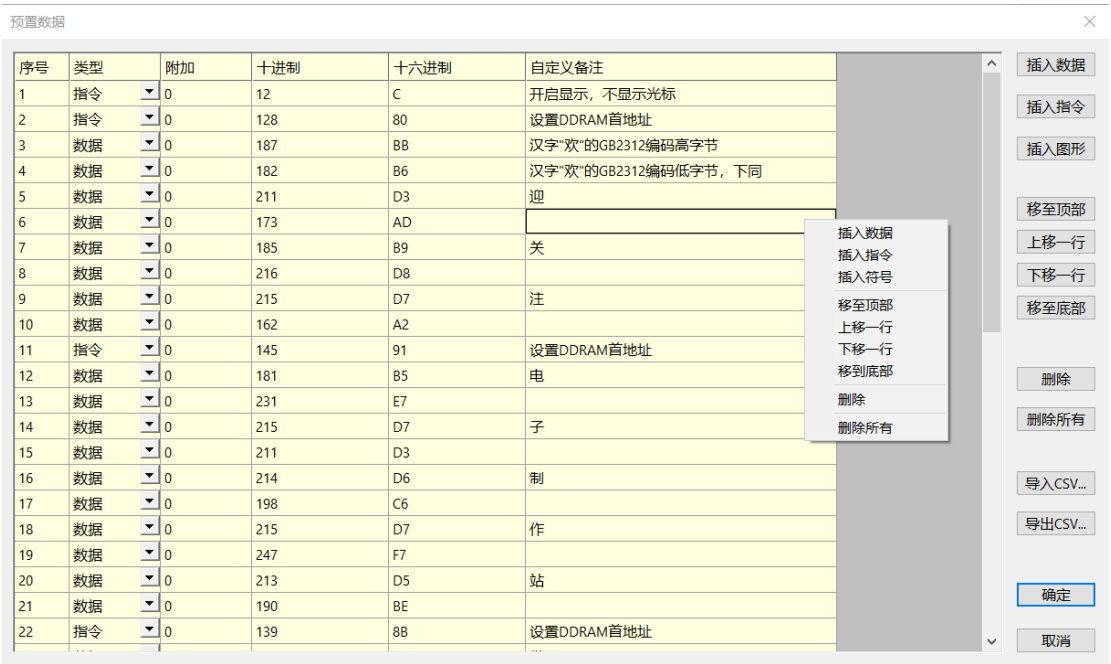 预置数据
序号 类型 附加 十进制 十六进制 自定义备注
1 指令 0 12 C 开启显示，不显示光标
2 指令 0 128 80 设置DDRAM首地址
3 数据 0 187 BB 汉字"欢"的GB2312编码高字节
4 数据 0 182 B6 汉字"欢"的GB2312编码低字节，下同
5 数据 0 211 D3 迎
6 数据 0 173 AD
7 数据 0 185 B9 关
8 数据 0 216 D8
9 数据 0 215 D7 注
10 数据 0 162 A2
11 指令 0 145 91 设置DDRAM首地址
12 数据 0 181 B5 电
13 数据 0 231 E7
14 数据 0 215 D7 子
15 数据 0 211 D3
16 数据 0 214 D6 制
17 数据 0 198 C6
18 数据 0 215 D7 作
19 数据 0 247 F7
20 数据 0 213 D5 站
21 数据 0 190 BE
22 指令 0 139 8B 设置DDRAM首地址
插入数据
插入指令
插入符号
移至顶部
上移一行
下移一行
移到底部
删除
删除所有
插入数据
插入指令
插入图形
移至顶部
上移一行
下移一行
移至底部
删除
删除所有
导入CSV...
导出CSV...
确定
取消